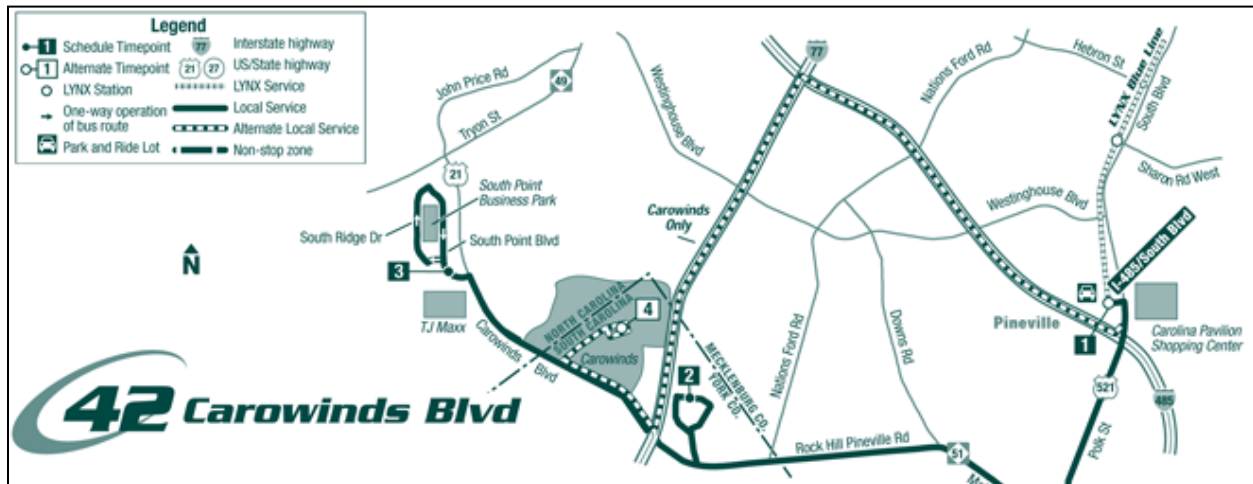 Legend
1 Schedule Timepoint
1 Alternate Timepoint
LYNX Station
One-way operation
of bus route
Park and Ride Lot
77 Interstate highway
21 27 US/State highway
LYNX Service
Local Service
Alternate Local Service
Non-stop zone
John Price Rd
49
Tryon St
21
South Point
Business Park
South Ridge Dr
South Point Blvd
3
TJ Maxx
N
Carowinds
Blvd
NORTH CAROLINA
SOUTH CAROLINA
4
Carowinds
Carowinds
Only
77
Westinghouse Blvd
Nations Ford Rd
Hebron St
LYNX Blue Line
South Blvd
Sharon Rd West
Westinghouse Blvd
I-485/South Blvd
Pineville
1
Carolina Pavilion
Shopping Center
2
MECKLENBURG CO.
YORK CO.
Nations Ford Rd
Downs Rd
521
485
Polk St
Rock Hill Pineville Rd
51
42 Carowinds Blvd